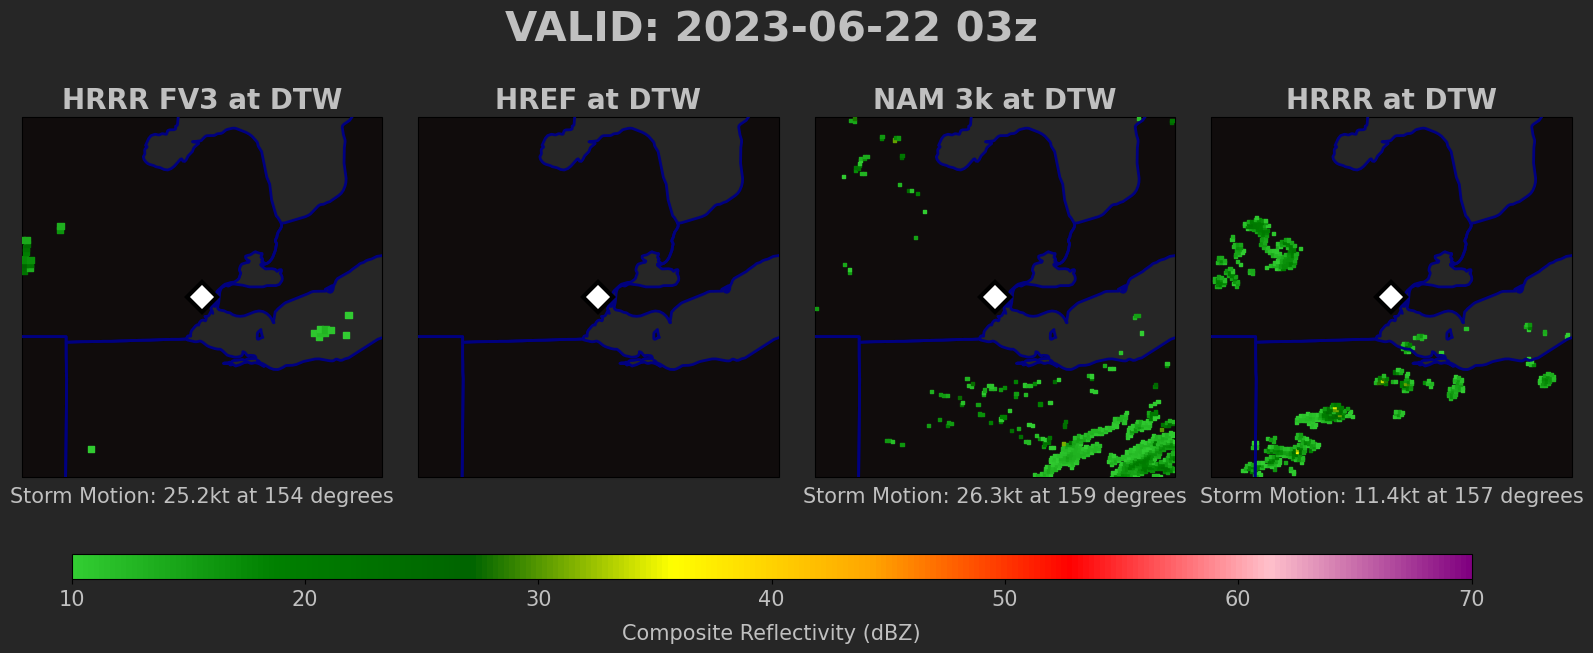 VALID: 2023-06-22 03z
HRRR FV3 at DTW
HREF at DTW
NAM 3k at DTW
HRRR at DTW
Storm Motion: 25.2kt at 154 degrees
Storm Motion: 26.3kt at 159 degrees
Storm Motion: 11.4kt at 157 degrees
10 20 30 40 50 60 70
Composite Reflectivity (dBZ)